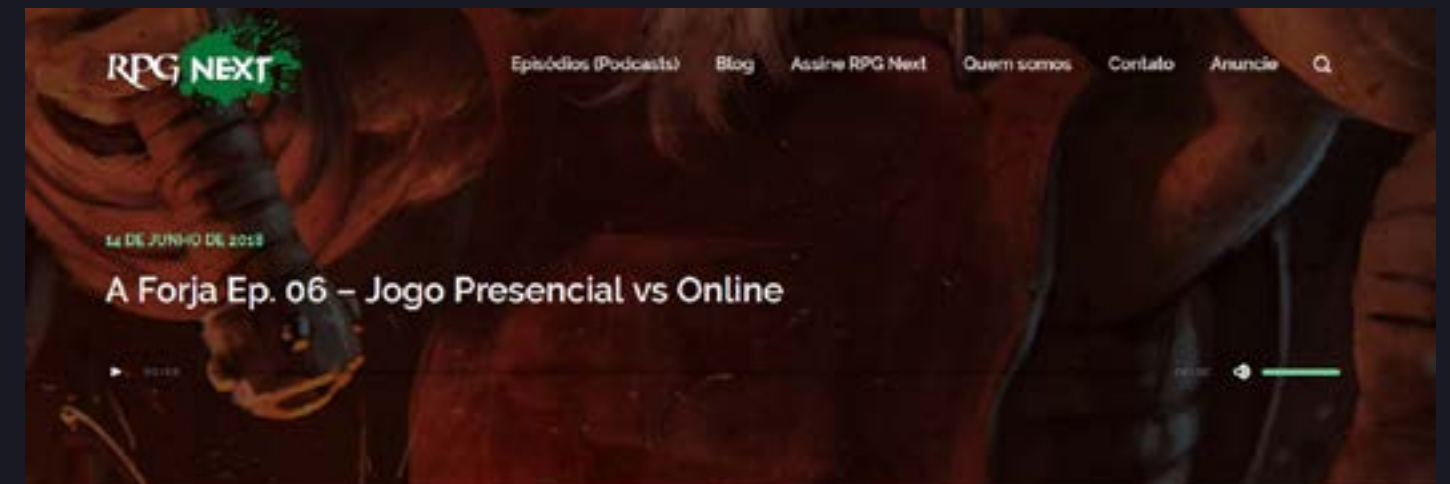 RPG NEXT
Episódios (Podcasts) Blog Assine RPG Next Quem somos Contato Anuncie
14 DE JUNHO DE 2018
A Forja Ep. 06 – Jogo Presencial vs Online